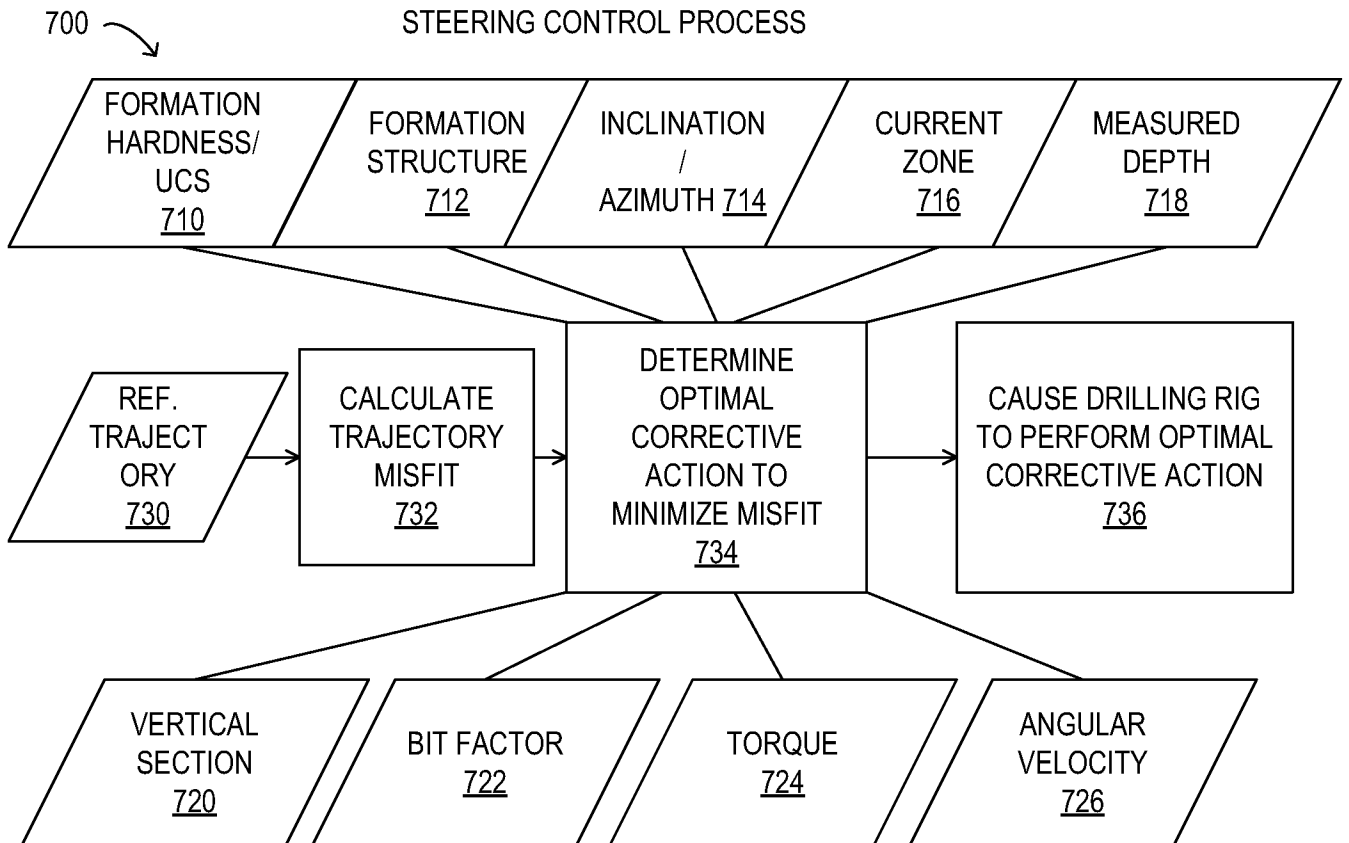 700
STEERING CONTROL PROCESS
FORMATION
HARDNESS/
UCS
710
FORMATION
STRUCTURE
712
INCLINATION
/
AZIMUTH 714
CURRENT
ZONE
716
MEASURED
DEPTH
718
REF.
TRAJECT
ORY
730
CALCULATE
TRAJECTORY
MISFIT
732
DETERMINE
OPTIMAL
CORRECTIVE
ACTION TO
MINIMIZE MISFIT
734
CAUSE DRILLING RIG
TO PERFORM OPTIMAL
CORRECTIVE ACTION
736
VERTICAL
SECTION
720
BIT FACTOR
722
TORQUE
724
ANGULAR
VELOCITY
726